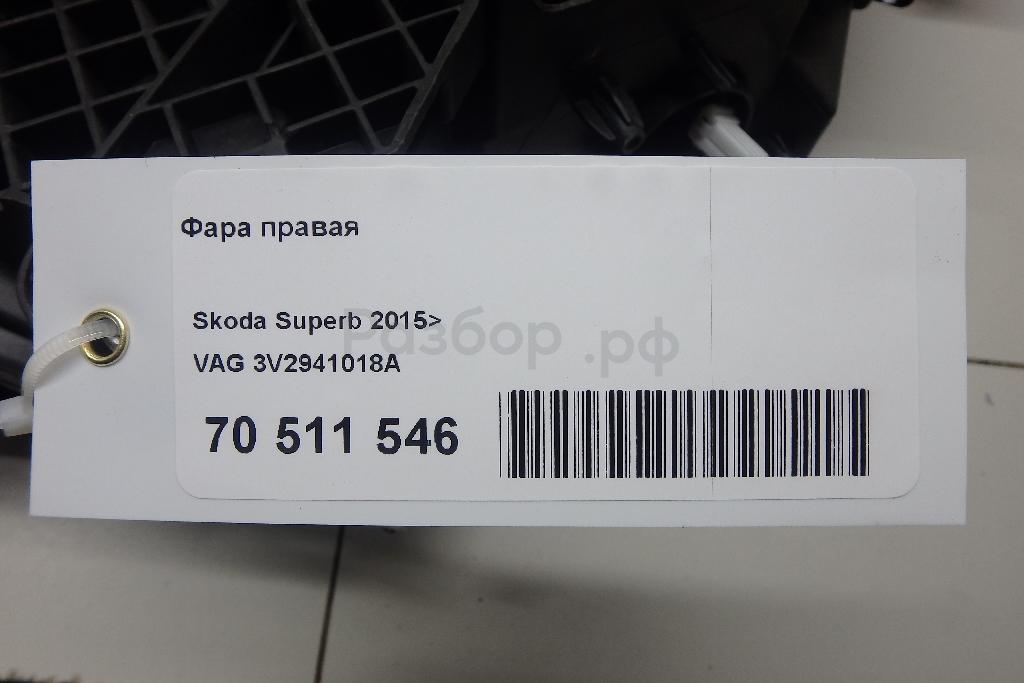 Фара правая
Skoda Superb 2015>
Разбор.рф
VAG 3V2941018A
70 511 546